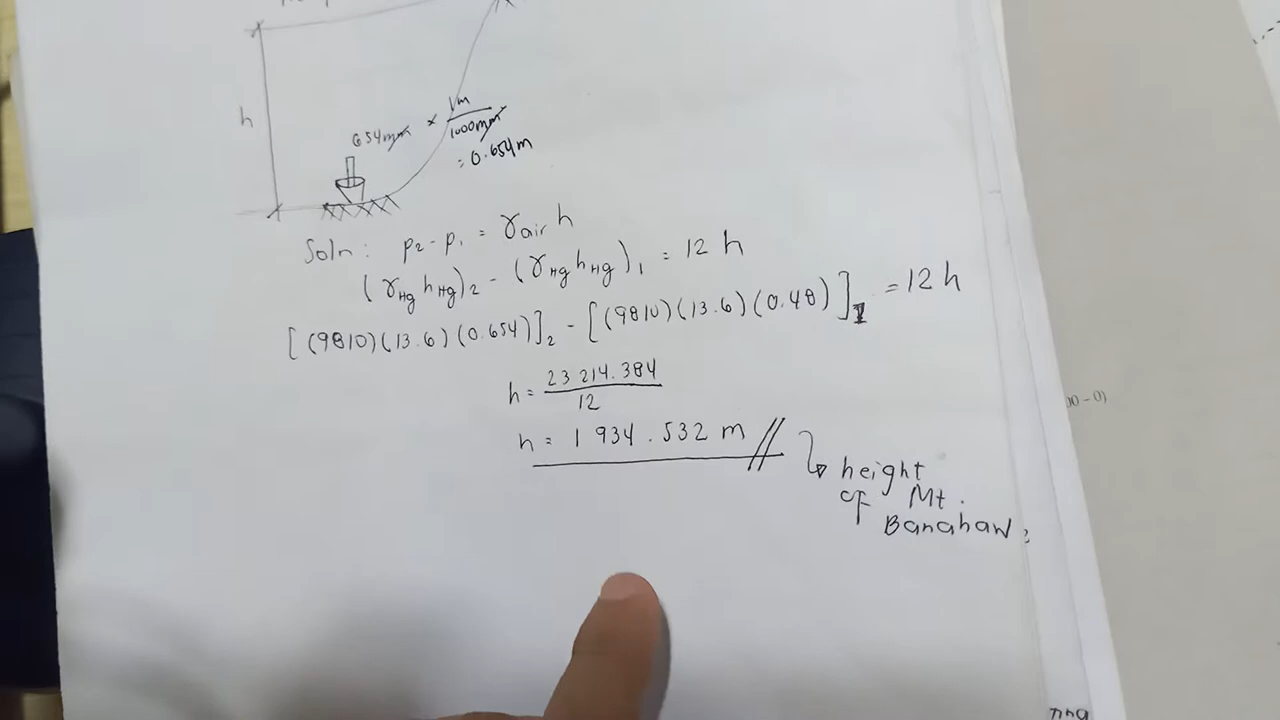 h
654mm × 1m / 1000mm
= 0.654m
Soln: p₂ - p₁ = γair h
(γHg hHg)₂ - (γHg hHg)₁ = 12 h
[(9810)(13.6)(0.654)]₂ - [(9810)(13.6)(0.48)]₁ = 12 h
h = 23 214.384 / 12
h = 1 934.532 m
height
of Mt.
Banahaw
00-0)